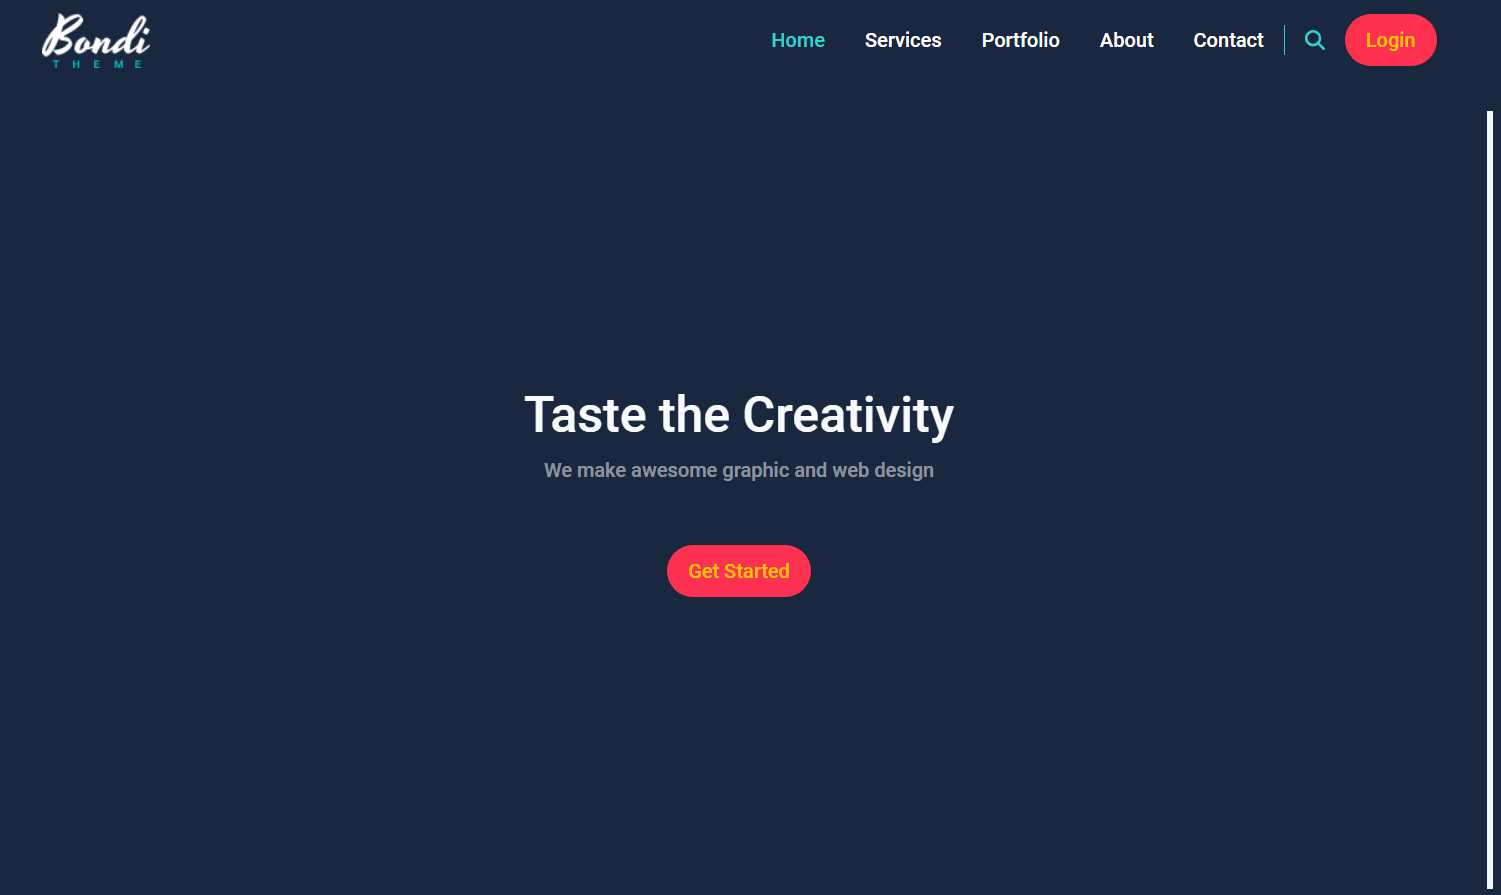 Bondi
THEME
Home Services Portfolio About Contact Login
Taste the Creativity
We make awesome graphic and web design
Get Started